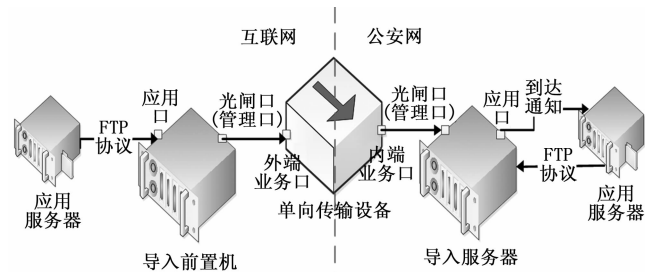 互联网
公安网
应用
口
光闸口
(管理口)
光闸口
(管理口)
应用
口
到达
通知
FTP
协议
外端
业务口
内端
业务口
FTP
协议
应用
服务器
单向传输设备
应用
服务器
导入前置机
导入服务器